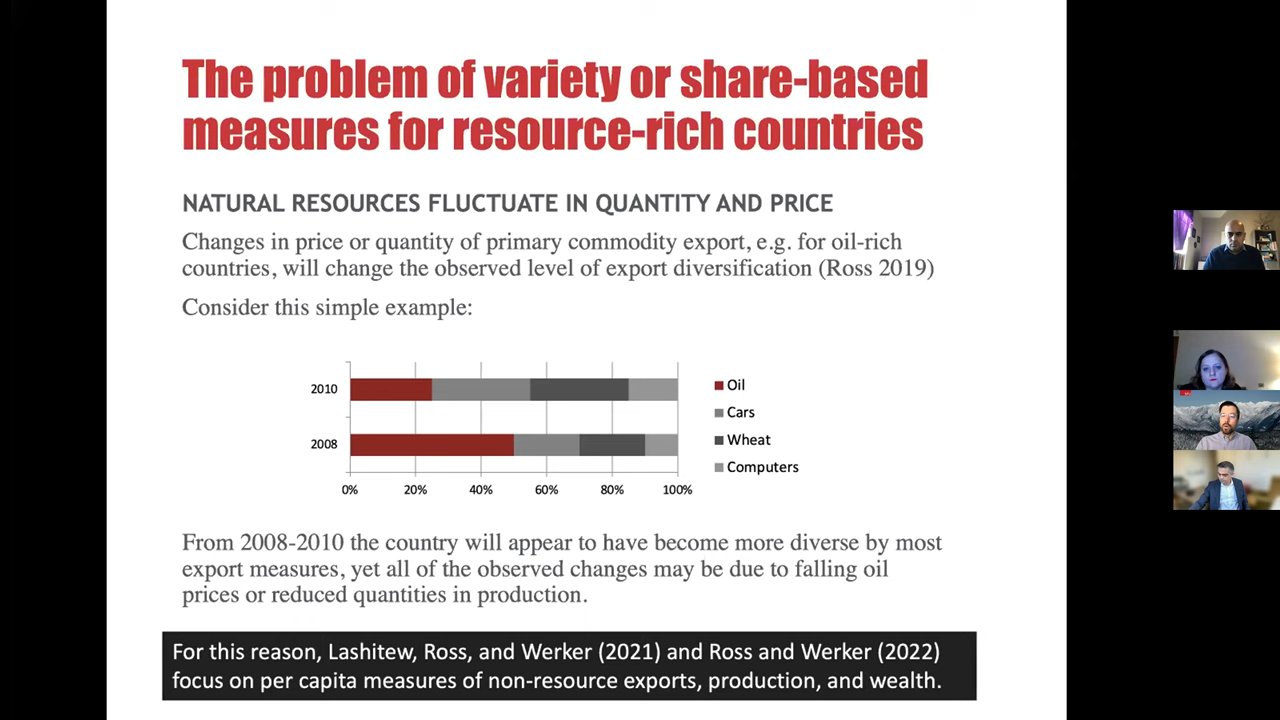 The problem of variety or share-based
measures for resource-rich countries
NATURAL RESOURCES FLUCTUATE IN QUANTITY AND PRICE
Changes in price or quantity of primary commodity export, e.g. for oil-rich
countries, will change the observed level of export diversification (Ross 2019)
Consider this simple example:
2010
2008
0%
20%
40%
60%
80%
100%
Oil
Cars
Wheat
Computers
From 2008-2010 the country will appear to have become more diverse by most
export measures, yet all of the observed changes may be due to falling oil
prices or reduced quantities in production.
For this reason, Lashitew, Ross, and Werker (2021) and Ross and Werker (2022)
focus on per capita measures of non-resource exports, production, and wealth.